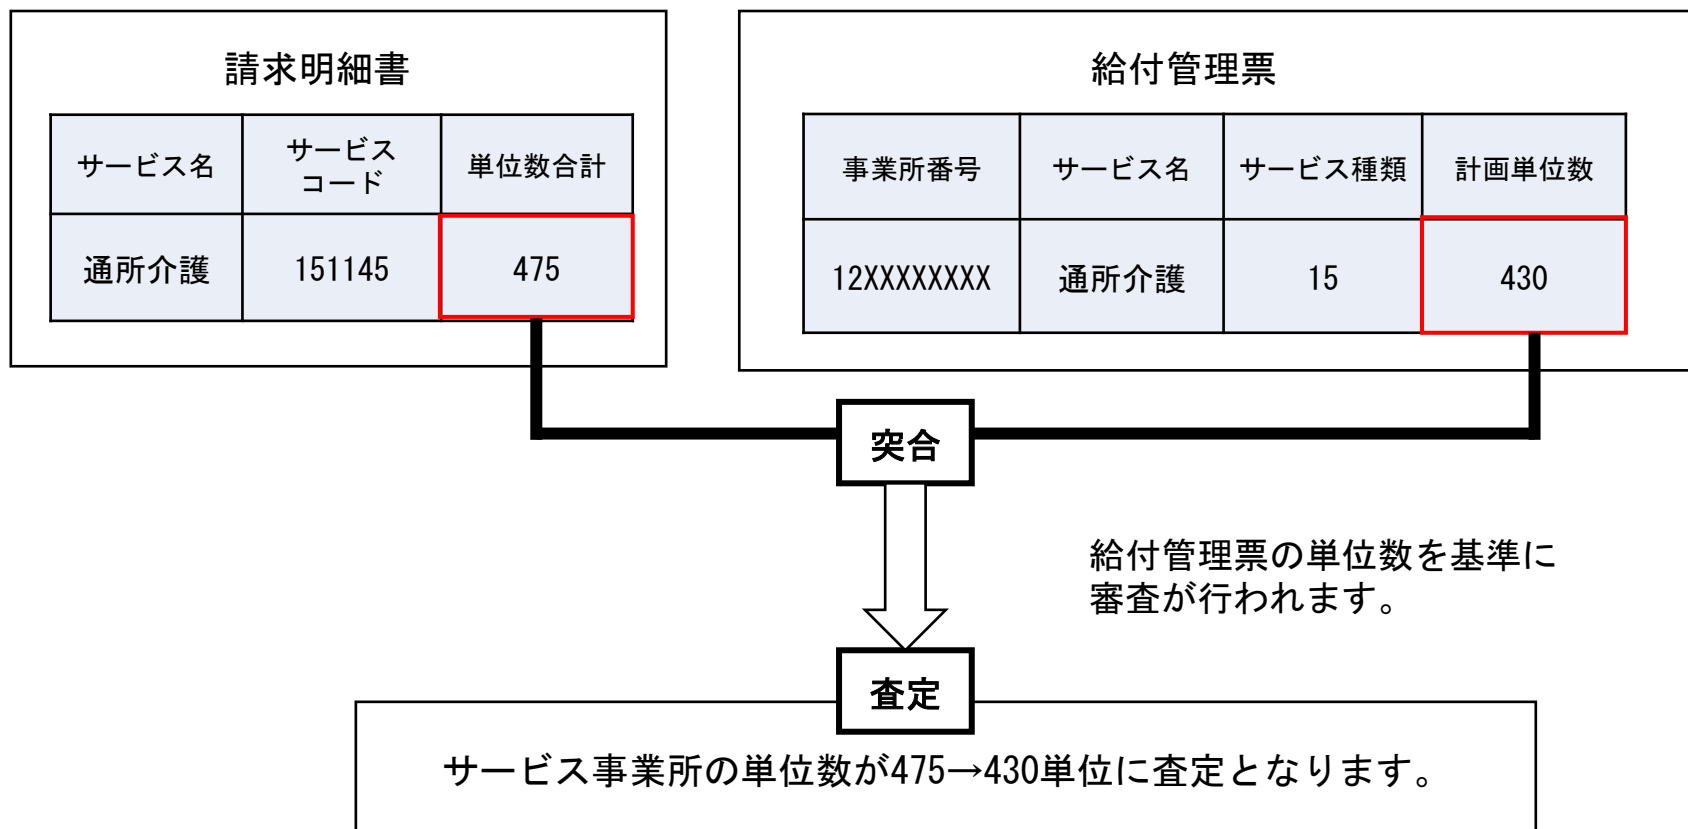 請求明細書
サービス名
サービス
コード
単位数合計
通所介護
151145
475
給付管理票
事業所番号
サービス名
サービス種類
計画単位数
12XXXXXXXX
通所介護
15
430
突合
給付管理票の単位数を基準に
審査が行われます。
査定
サービス事業所の単位数が475→430単位に査定となります。